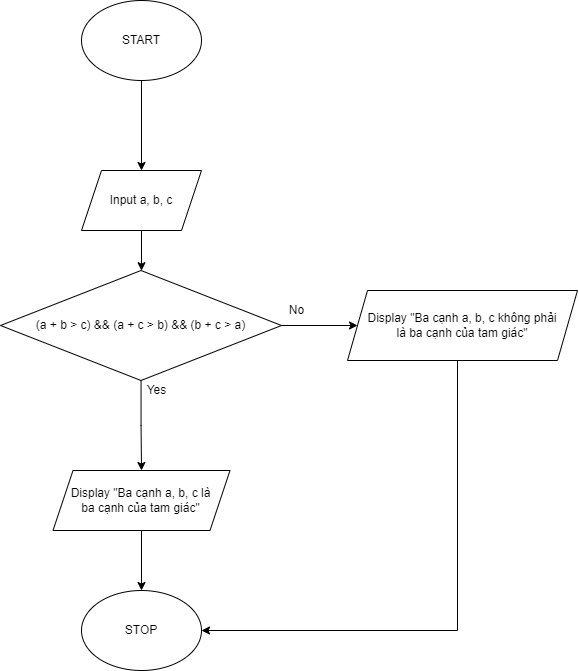 START
Input a, b, c
(a + b > c) && (a + c > b) && (b + c > a)
No
Display "Ba cạnh a, b, c không phải
là ba cạnh của tam giác"
Yes
Display "Ba cạnh a, b, c là
ba cạnh của tam giác"
STOP